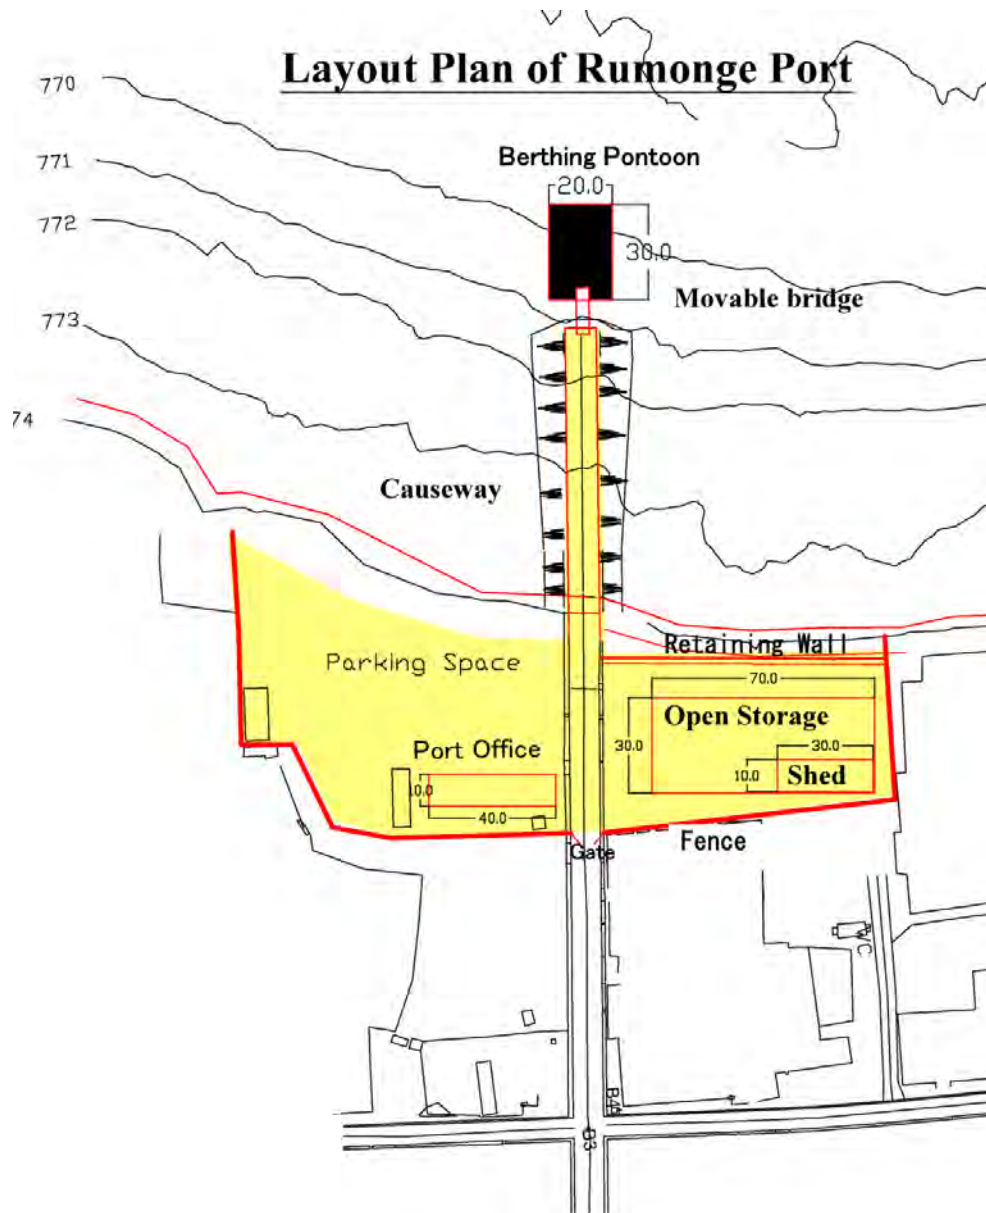 Layout Plan of Rumonge Port
770
Berthing Pontoon
771
20.0
772
30.0
Movable bridge
773
74
Causeway
Retaining Wall
Parking Space
70.0
Open Storage
Port Office
30.0
30.0
10.0
Shed
10.0
40.0
Fence
Gate
WC
B4A
B3